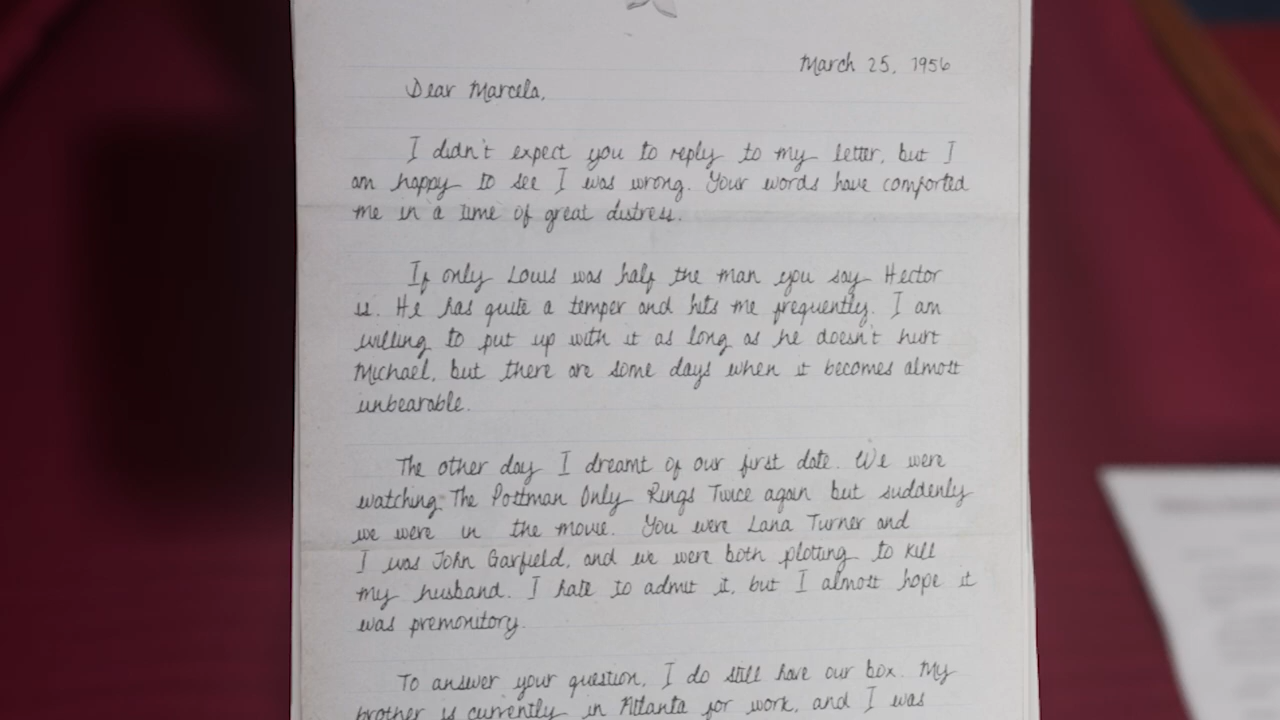 March 25, 1956
Dear Marcela,
I didn't expect you to reply to my letter, but I
am happy to see I was wrong. Your words have comforted
me in a time of great distress.
If only Louis was half the man you say Hector
is. He has quite a temper and hits me frequently. I am
willing to put up with it as long as he doesn't hurt
Michael, but there are some days when it becomes almost
unbearable.
The other day I dreamt of our first date. We were
watching The Postman Only Rings Twice again but suddenly
we were in the movie. You were Lana Turner and
I was John Garfield, and we were both plotting to kill
my husband. I hate to admit it, but I almost hope it
was premonitory.
To answer your question, I do still have our box. My
brother is currently in Atlanta for work, and I was